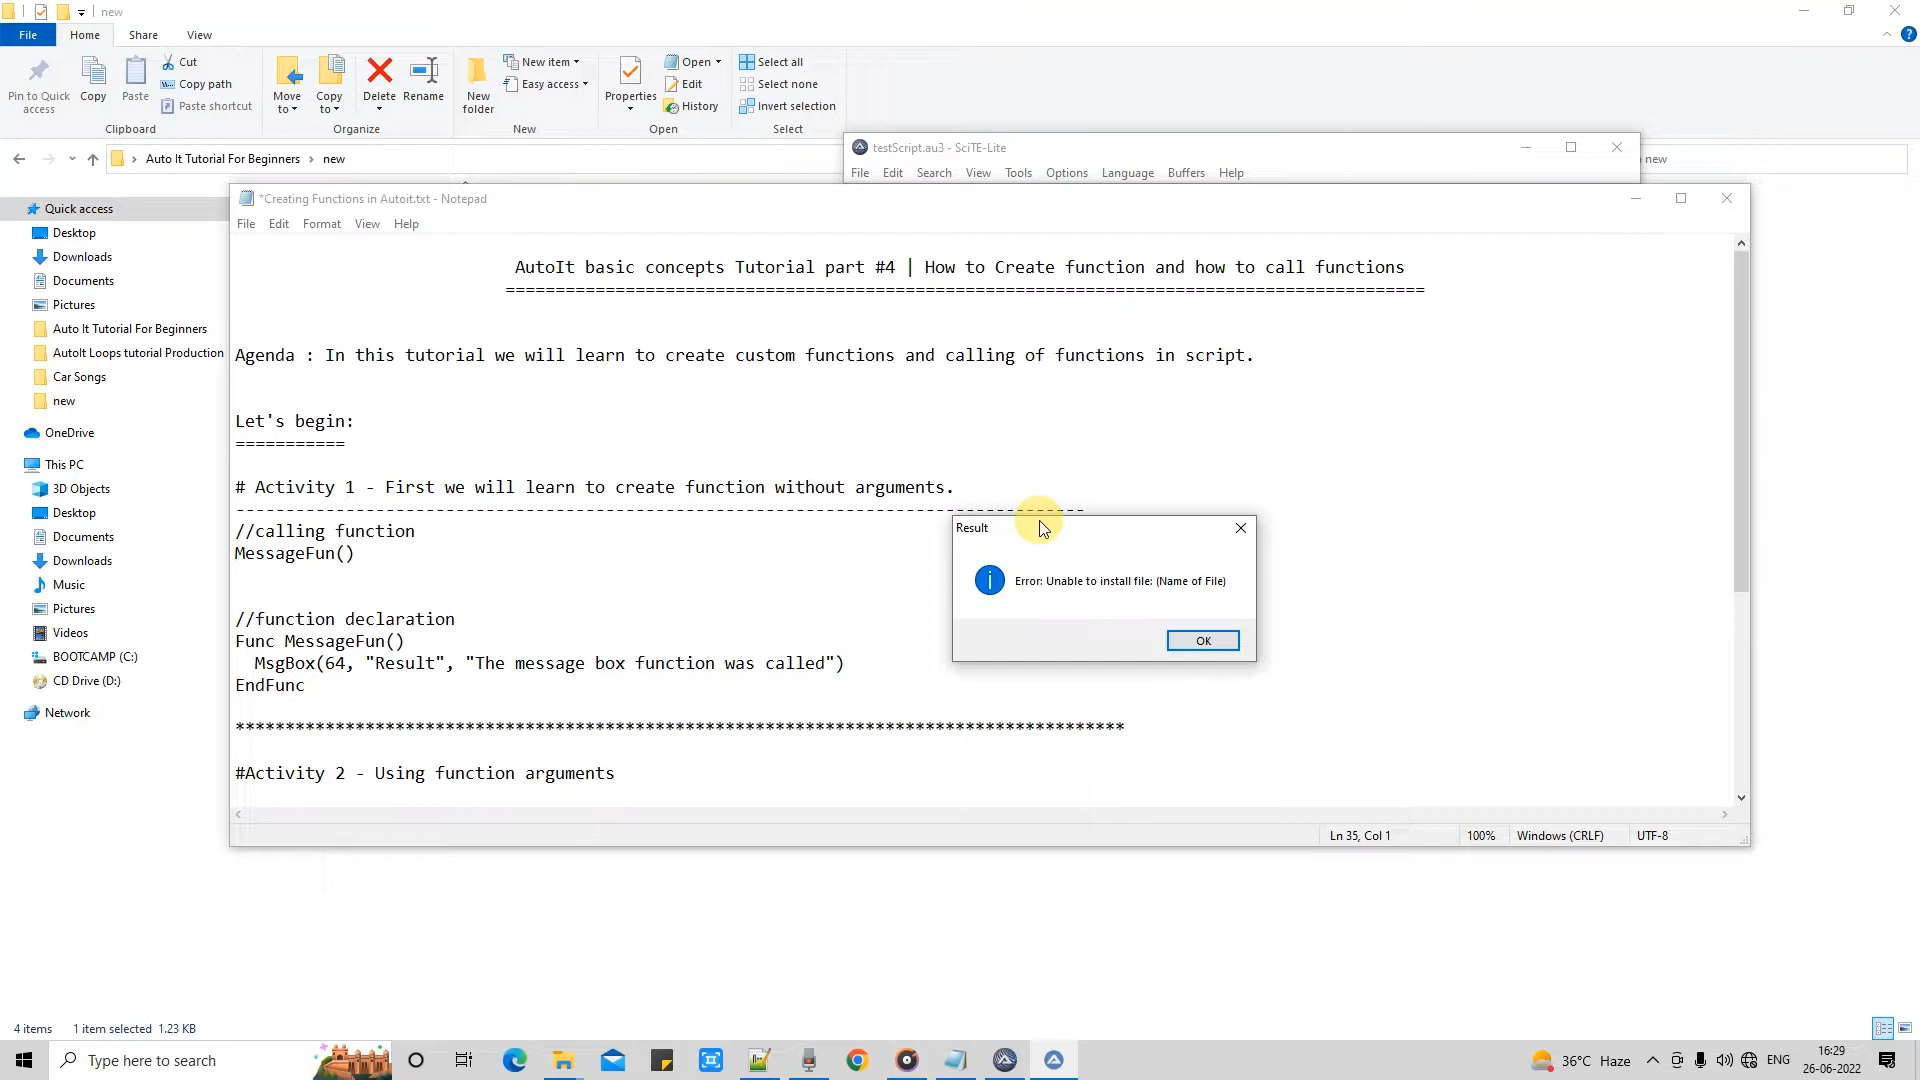 new
File
Home
Share
View
Pin to Quick access
Copy
Paste
Cut
Copy path
Paste shortcut
Clipboard
Move to
Copy to
Delete
Rename
Organize
New folder
New item
Easy access
New
Properties
Open
Edit
History
Open
Select all
Select none
Invert selection
Select
Auto It Tutorial For Beginners > new
new
testScript.au3 - SciTE-Lite
File Edit Search View Tools Options Language Buffers Help
Quick access
Desktop
Downloads
Documents
Pictures
Auto It Tutorial For Beginners
AutoIt Loops tutorial Production
Car Songs
new
OneDrive
This PC
3D Objects
Desktop
Documents
Downloads
Music
Pictures
Videos
BOOTCAMP (C:)
CD Drive (D:)
Network
*Creating Functions in Autoit.txt - Notepad
File Edit Format View Help
AutoIt basic concepts Tutorial part #4 | How to Create function and how to call functions
============================================================================================
Agenda : In this tutorial we will learn to create custom functions and calling of functions in script.
Let's begin:
===========
# Activity 1 - First we will learn to create function without arguments.
-------------------------------------------------------------------------------------
//calling function
MessageFun()
//function declaration
Func MessageFun()
MsgBox(64, "Result", "The message box function was called")
EndFunc
*****************************************************************************************
#Activity 2 - Using function arguments
Ln 35, Col 1
100%
Windows (CRLF)
UTF-8
Result
Error: Unable to install file: (Name of File)
OK
4 items
1 item selected 1.23 KB
Type here to search
36°C Haze
ENG
16:29
26-06-2022